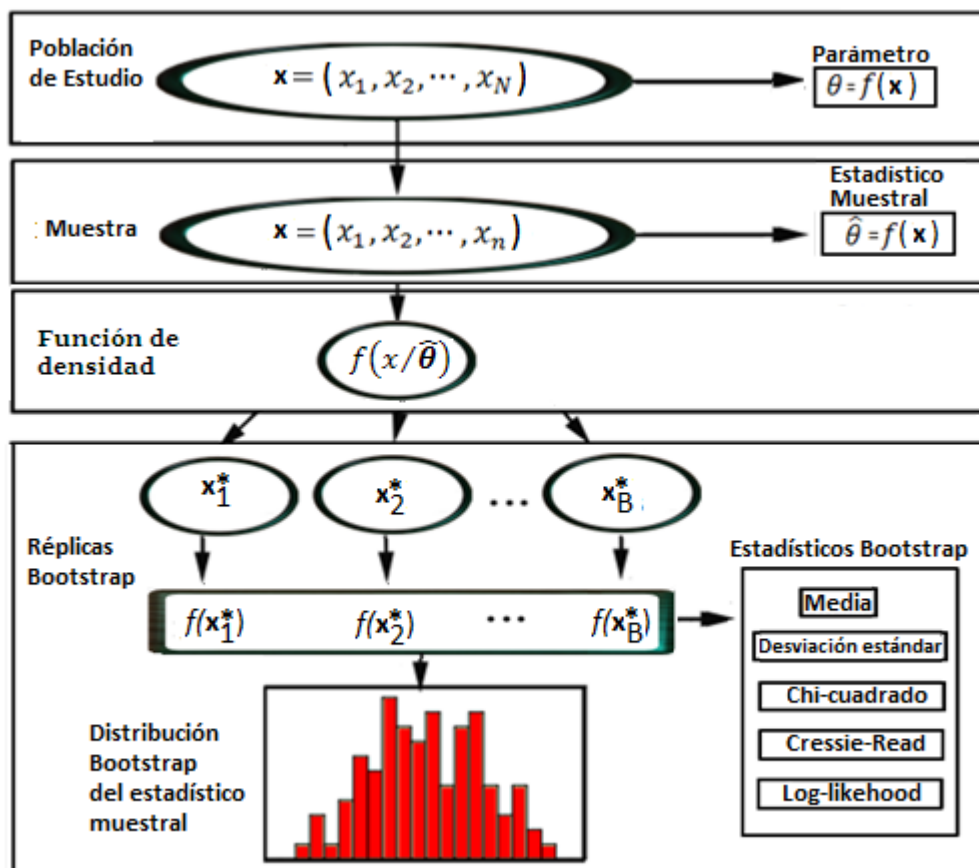 Población
de Estudio
x = ( x₁ , x₂ , ⋯ , x_N )
Parámetro
θ = f( x )
Muestra
x = ( x₁ , x₂ , ⋯ , x_n )
Estadístico
Muestral
θ̂ = f( x )
Función de
densidad
f(x/θ̂)
x*₁
x*₂
...
x*_B
Réplicas
Bootstrap
f(x*₁)
f(x*₂)
...
f(x*_B)
Estadísticos Bootstrap
Media
Desviación estándar
Chi-cuadrado
Cressie-Read
Log-likehood
Distribución
Bootstrap
del estadístico
muestral